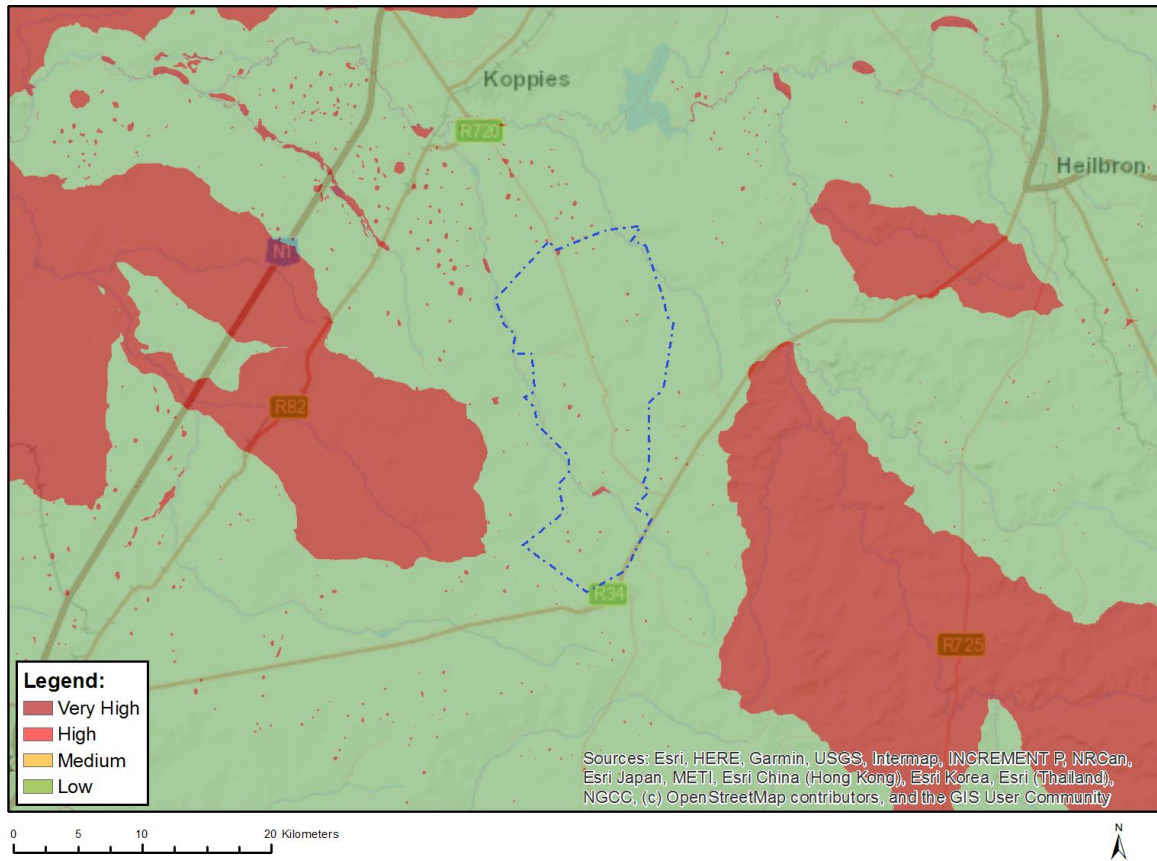 Koppies
R720
Heilbron
N1
R82
R34
R725
Legend:
Very High
High
Medium
Low
Sources: Esri, HERE, Garmin, USGS, Intermap, INCREMENT P, NRCan,
Esri Japan, METI, Esri China (Hong Kong), Esri Korea, Esri (Thailand),
NGCC, (c) OpenStreetMap contributors, and the GIS User Community
0 5 10 20 Kilometers
N